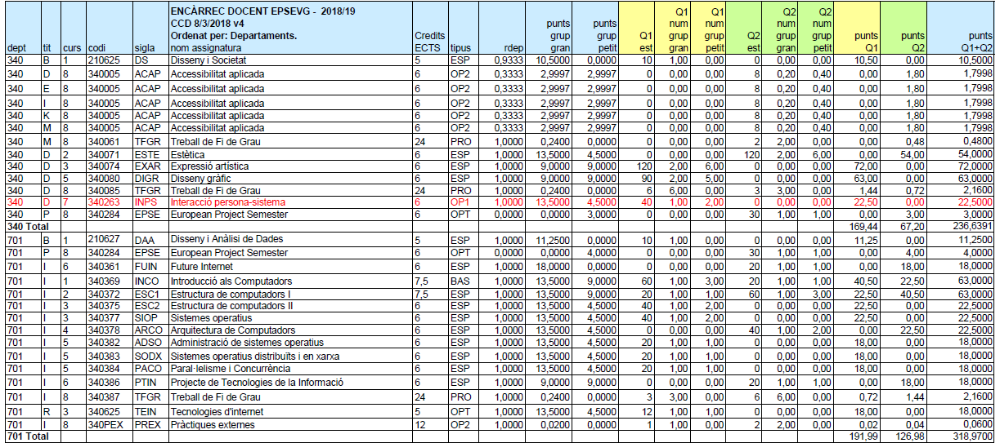 ENCÀRREC DOCENT EPSEVG - 2018/19
CCD 8/3/2018 v4
Ordenat per: Departaments.
dept tit curs codi sigla nom assignatura Credits ECTS tipus rdep punts grup gran punts grup petit Q1 est Q1 num grup gran Q1 num grup petit Q2 est Q2 num grup gran Q2 num grup petit punts Q1 punts Q2 punts Q1+Q2
340 B 1 210625 DS Disseny i Societat 5 ESP 0,9333 10,5000 0,0000 10 1,00 0,00 0 0,00 0,00 10,50 0,00 10,5000
340 D 8 340005 ACAP Accessibilitat aplicada 6 OP2 0,3333 2,9997 2,9997 0 0,00 0,00 8 0,20 0,40 0,00 1,80 1,7998
340 E 8 340005 ACAP Accessibilitat aplicada 6 OP2 0,3333 2,9997 2,9997 0 0,00 0,00 8 0,20 0,40 0,00 1,80 1,7998
340 I 8 340005 ACAP Accessibilitat aplicada 6 OP2 0,3333 2,9997 2,9997 0 0,00 0,00 8 0,20 0,40 0,00 1,80 1,7998
340 K 8 340005 ACAP Accessibilitat aplicada 6 OP2 0,3333 2,9997 2,9997 0 0,00 0,00 8 0,20 0,40 0,00 1,80 1,7998
340 M 8 340005 ACAP Accessibilitat aplicada 6 OP2 0,3333 2,9997 2,9997 0 0,00 0,00 8 0,20 0,40 0,00 1,80 1,7998
340 M 8 340061 TFGR Treball de Fi de Grau 24 PRO 1,0000 0,2400 0,0000 0 0,00 0,00 2 2,00 0,00 0,00 0,48 0,4800
340 D 2 340071 ESTE Estètica 6 ESP 1,0000 13,5000 4,5000 0 0,00 0,00 120 2,00 6,00 0,00 54,00 54,0000
340 D 3 340074 EXAR Expressió artística 6 ESP 1,0000 9,0000 9,0000 120 2,00 6,00 0 0,00 0,00 72,00 0,00 72,0000
340 D 5 340080 DIGR Disseny gràfic 6 ESP 1,0000 9,0000 9,0000 90 2,00 5,00 0 0,00 0,00 63,00 0,00 63,0000
340 D 8 340085 TFGR Treball de Fi de Grau 24 PRO 1,0000 0,2400 0,0000 6 6,00 0,00 3 3,00 0,00 1,44 0,72 2,1600
340 D 7 340263 INPS Interacció persona-sistema 6 OP1 1,0000 13,5000 4,5000 40 1,00 2,00 0 0,00 0,00 22,50 0,00 22,5000
340 P 8 340284 EPSE European Project Semester 6 OPT 0,0000 0,0000 3,0000 0 0,00 0,00 30 1,00 1,00 0,00 3,00 3,0000
340 Total 169,44 67,20 236,6391
701 B 1 210627 DAA Disseny i Anàlisi de Dades 5 ESP 1,0000 11,2500 0,0000 10 1,00 0,00 0 0,00 0,00 11,25 0,00 11,2500
701 P 8 340284 EPSE European Project Semester 6 OPT 0,0000 0,0000 4,0000 0 0,00 0,00 30 1,00 1,00 0,00 4,00 4,0000
701 I 6 340361 FUIN Future Internet 6 ESP 1,0000 18,0000 0,0000 0 0,00 0,00 20 1,00 0,00 0,00 18,00 18,0000
701 I 1 340369 INCO Introducció als Computadors 7,5 BAS 1,0000 13,5000 9,0000 60 1,00 3,00 20 1,00 1,00 40,50 22,50 63,0000
701 I 2 340372 ESC1 Estructura de computadors I 7,5 ESP 1,0000 13,5000 9,0000 20 1,00 1,00 60 1,00 3,00 22,50 40,50 63,0000
701 I 3 340375 ESC2 Estructura de computadors II 6 ESP 1,0000 13,5000 4,5000 40 1,00 2,00 0 0,00 0,00 22,50 0,00 22,5000
701 I 3 340377 SIOP Sistemes operatius 6 ESP 1,0000 13,5000 4,5000 40 1,00 2,00 0 0,00 0,00 22,50 0,00 22,5000
701 I 4 340378 ARCO Arquitectura de Computadors 6 ESP 1,0000 13,5000 4,5000 0 0,00 0,00 40 1,00 2,00 0,00 22,50 22,5000
701 I 5 340382 ADSO Administració de sistemes operatius 6 ESP 1,0000 13,5000 4,5000 20 1,00 1,00 0 0,00 0,00 18,00 0,00 18,0000
701 I 5 340383 SODX Sistemes operatius distribuïts i en xarxa 6 ESP 1,0000 13,5000 4,5000 20 1,00 1,00 0 0,00 0,00 18,00 0,00 18,0000
701 I 5 340384 PACO Paral·lelisme i Concurrència 6 ESP 1,0000 13,5000 4,5000 20 1,00 1,00 0 0,00 0,00 18,00 0,00 18,0000
701 I 6 340386 PTIN Projecte de Tecnologies de la Informació 6 ESP 1,0000 9,0000 9,0000 0 0,00 0,00 20 1,00 1,00 0,00 18,00 18,0000
701 I 8 340387 TFGR Treball de Fi de Grau 24 PRO 1,0000 0,2400 0,0000 3 3,00 0,00 6 6,00 0,00 0,72 1,44 2,1600
701 R 3 340625 TEIN Tecnologies d'internet 5 OPT 1,0000 13,5000 4,5000 12 1,00 1,00 0 0,00 0,00 18,00 0,00 18,0000
701 I 8 340PEX PREX Pràctiques externes 12 OP2 1,0000 0,0200 0,0000 1 1,00 0,00 2 2,00 0,00 0,02 0,04 0,0600
701 Total 191,99 126,98 318,9700